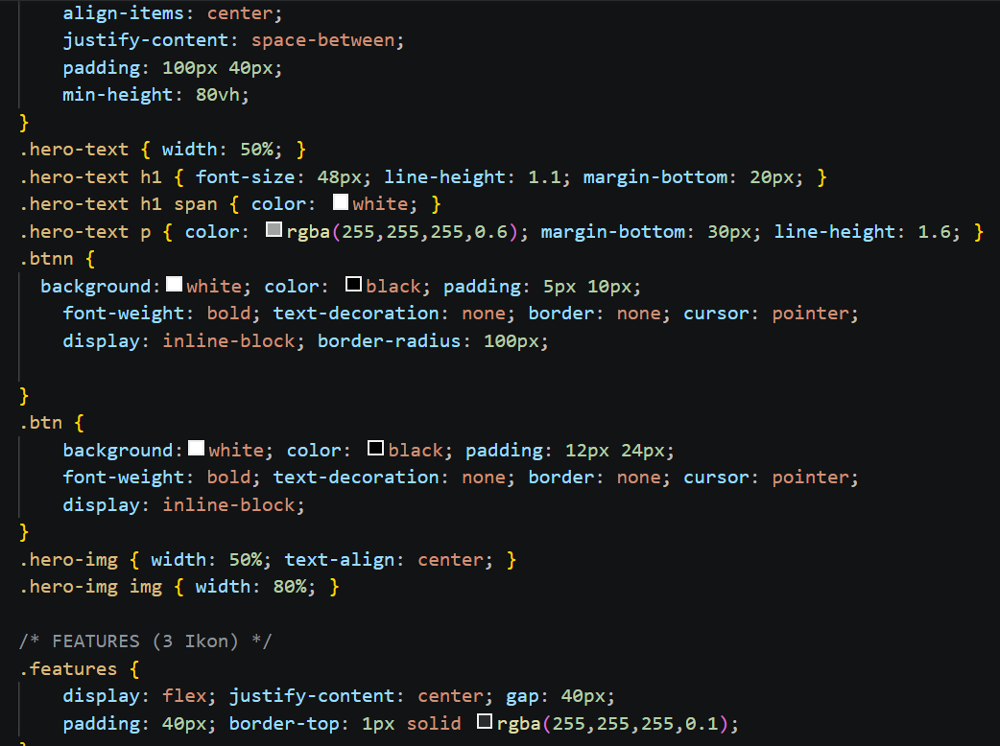 align-items: center;
    justify-content: space-between;
    padding: 100px 40px;
    min-height: 80vh;
}
.hero-text { width: 50%; }
.hero-text h1 { font-size: 48px; line-height: 1.1; margin-bottom: 20px; }
.hero-text h1 span { color: white; }
.hero-text p { color: rgba(255,255,255,0.6); margin-bottom: 30px; line-height: 1.6; }
.btnn {
  background: white; color: black; padding: 5px 10px;
    font-weight: bold; text-decoration: none; border: none; cursor: pointer;
    display: inline-block; border-radius: 100px;

}
.btn {
    background: white; color: black; padding: 12px 24px;
    font-weight: bold; text-decoration: none; border: none; cursor: pointer;
    display: inline-block;
}
.hero-img { width: 50%; text-align: center; }
.hero-img img { width: 80%; }

/* FEATURES (3 Ikon) */
.features {
    display: flex; justify-content: center; gap: 40px;
    padding: 40px; border-top: 1px solid rgba(255,255,255,0.1);
}